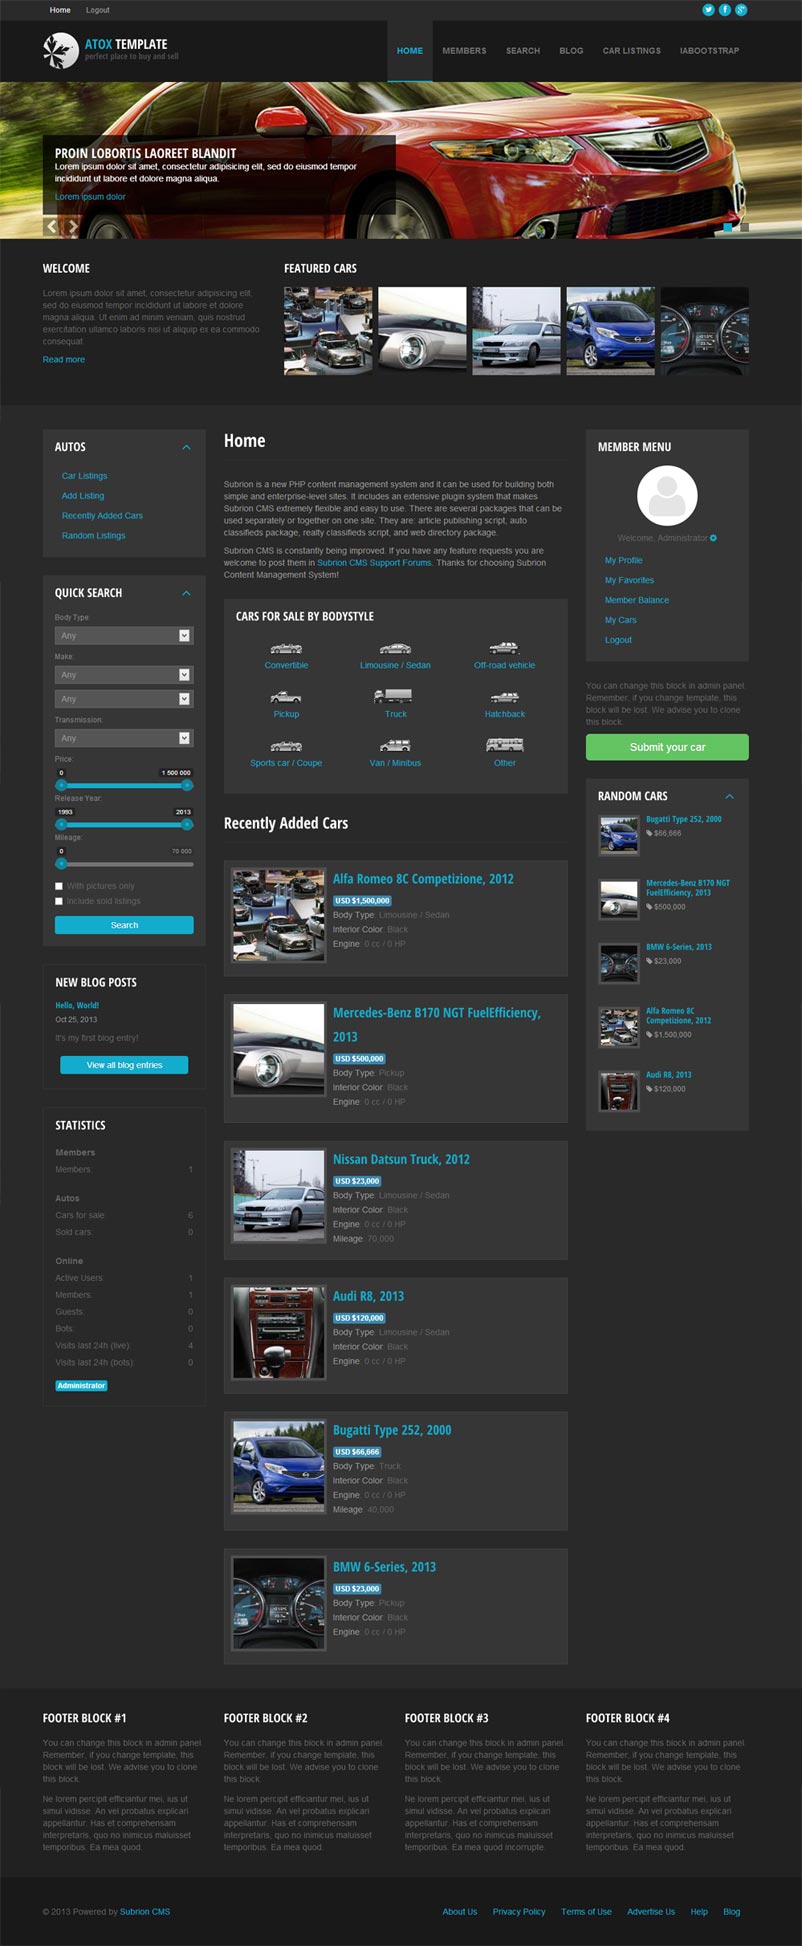 Home Logout
ATOX TEMPLATE
perfect place to buy and sell
HOME MEMBERS SEARCH BLOG CAR LISTINGS IABOOTSTRAP
PROIN LOBORTIS LAOREET BLANDIT
Lorem ipsum dolor sit amet, consectetur adipisicing elit, sed do eiusmod tempor
incididunt ut labore et dolore magna aliqua.
Lorem ipsum dolor
WELCOME
Lorem ipsum dolor sit amet, consectetur adipisicing elit,
sed do eiusmod tempor incididunt ut labore et dolore
magna aliqua. Ut enim ad minim veniam, quis nostrud
exercitation ullamco laboris nisi ut aliquip ex ea commodo
consequat.
Read more
FEATURED CARS
AUTOS
Car Listings
Add Listing
Recently Added Cars
Random Listings
QUICK SEARCH
Body Type:
Any
Make:
Any
Any
Transmission:
Any
Price:
0 1 500 000
Release Year:
1993 2013
Mileage:
0 70 000
With pictures only
Include sold listings
Search
NEW BLOG POSTS
Hello, World!
Oct 25, 2013
It's my first blog entry!
View all blog entries
STATISTICS
Members
Members: 1
Autos
Cars for sale: 6
Sold cars: 0
Online
Active Users: 1
Members: 1
Guests: 0
Bots: 0
Visits last 24h (live): 4
Visits last 24h (bots): 0
Administrator
Home
Subrion is a new PHP content management system and it can be used for building both
simple and enterprise-level sites. It includes an extensive plugin system that makes
Subrion CMS extremely flexible and easy to use. There are several packages that can be
used separately or together on one site. They are: article publishing script, auto
classifieds package, realty classifieds script, and web directory package.
Subrion CMS is constantly being improved. If you have any feature requests you are
welcome to post them in Subrion CMS Support Forums. Thanks for choosing Subrion
Content Management System!
CARS FOR SALE BY BODYSTYLE
Convertible Limousine / Sedan Off-road vehicle
Pickup Truck Hatchback
Sports car / Coupe Van / Minibus Other
Recently Added Cars
Alfa Romeo 8C Competizione, 2012
USD $1,500,000
Body Type: Limousine / Sedan
Interior Color: Black
Engine: 0 cc / 0 HP
Mercedes-Benz B170 NGT FuelEfficiency,
2013
USD $500,000
Body Type: Pickup
Interior Color: Black
Engine: 0 cc / 0 HP
Nissan Datsun Truck, 2012
USD $23,000
Body Type: Limousine / Sedan
Interior Color: Black
Engine: 0 cc / 0 HP
Mileage: 70,000
Audi R8, 2013
USD $120,000
Body Type: Limousine / Sedan
Interior Color: Black
Engine: 0 cc / 0 HP
Bugatti Type 252, 2000
USD $66,666
Body Type: Truck
Interior Color: Black
Engine: 0 cc / 0 HP
Mileage: 40,000
BMW 6-Series, 2013
USD $23,000
Body Type: Pickup
Interior Color: Black
Engine: 0 cc / 0 HP
MEMBER MENU
Welcome, Administrator
My Profile
My Favorites
Member Balance
My Cars
Logout
You can change this block in admin panel.
Remember, if you change template, this
block will be lost. We advise you to clone
this block.
Submit your car
RANDOM CARS
Bugatti Type 252, 2000
$66,666
Mercedes-Benz B170 NGT
FuelEfficiency, 2013
$500,000
BMW 6-Series, 2013
$23,000
Alfa Romeo 8C
Competizione, 2012
$1,500,000
Audi R8, 2013
$120,000
FOOTER BLOCK #1
You can change this block in admin panel.
Remember, if you change template, this
block will be lost. We advise you to clone
this block.
Ne lorem percipit efficiantur mei, ius ut
simul vidisse. An vel probatus explicari
appellantur. Has et comprehensam
interpretaris, quo no inimicus maluisset
temporibus. Ea mea quod.
FOOTER BLOCK #2
You can change this block in admin panel.
Remember, if you change template, this
block will be lost. We advise you to clone
this block.
Ne lorem percipit efficiantur mei, ius ut
simul vidisse. An vel probatus explicari
appellantur. Has et comprehensam
interpretaris, quo no inimicus maluisset
temporibus. Ea mea quod.
FOOTER BLOCK #3
You can change this block in admin panel.
Remember, if you change template, this
block will be lost. We advise you to clone
this block.
Ne lorem percipit efficiantur mei, ius ut
simul vidisse. An vel probatus explicari
appellantur. Has et comprehensam
interpretaris, quo no inimicus maluisset
temporibus. Ea mea quod incorrupte.
FOOTER BLOCK #4
You can change this block in admin panel.
Remember, if you change template, this
block will be lost. We advise you to clone
this block.
Ne lorem percipit efficiantur mei, ius ut
simul vidisse. An vel probatus explicari
appellantur. Has et comprehensam
interpretaris, quo no inimicus maluisset
temporibus. Ea mea quod.
© 2013 Powered by Subrion CMS
About Us Privacy Policy Terms of Use Advertise Us Help Blog